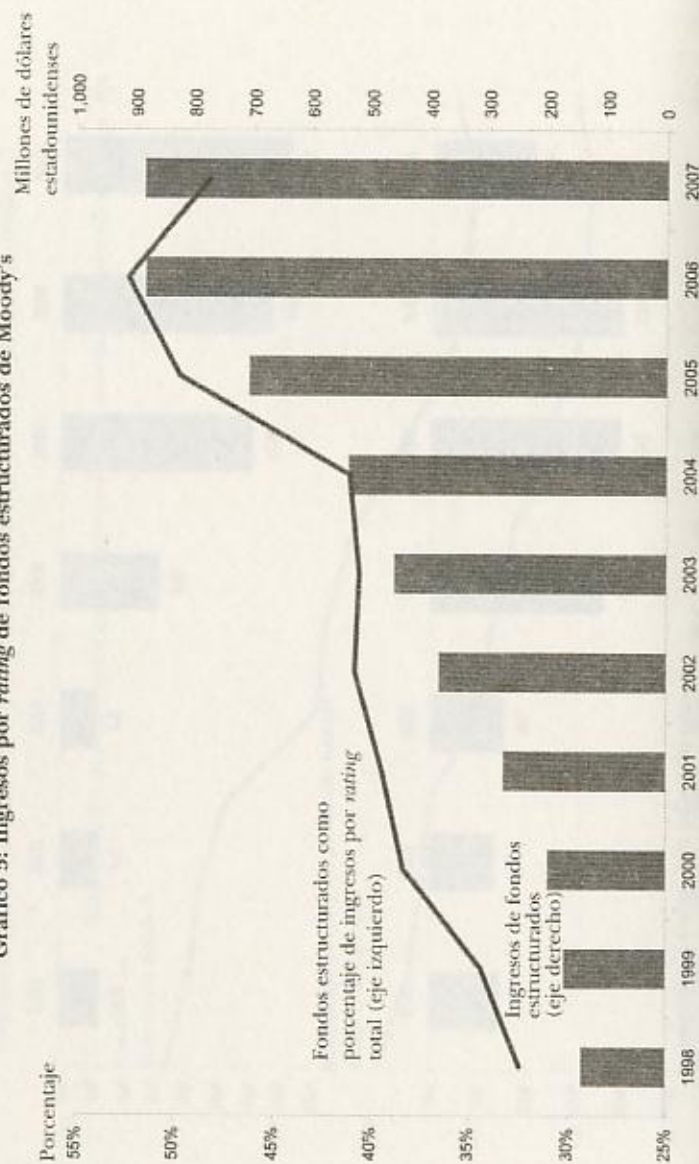 Gráfico 3: Ingresos por rating de fondos estructurados de Moody's
Porcentaje
Millones de dólares
estadounidenses
55%
50%
45%
40%
35%
30%
25%
1,000
900
800
700
600
500
400
300
200
100
0
Fondos estructurados como
porcentaje de ingresos por rating
total (eje izquierdo)
Ingresos de fondos
estructurados
(eje derecho)
1998
1999
2000
2001
2002
2003
2004
2005
2006
2007